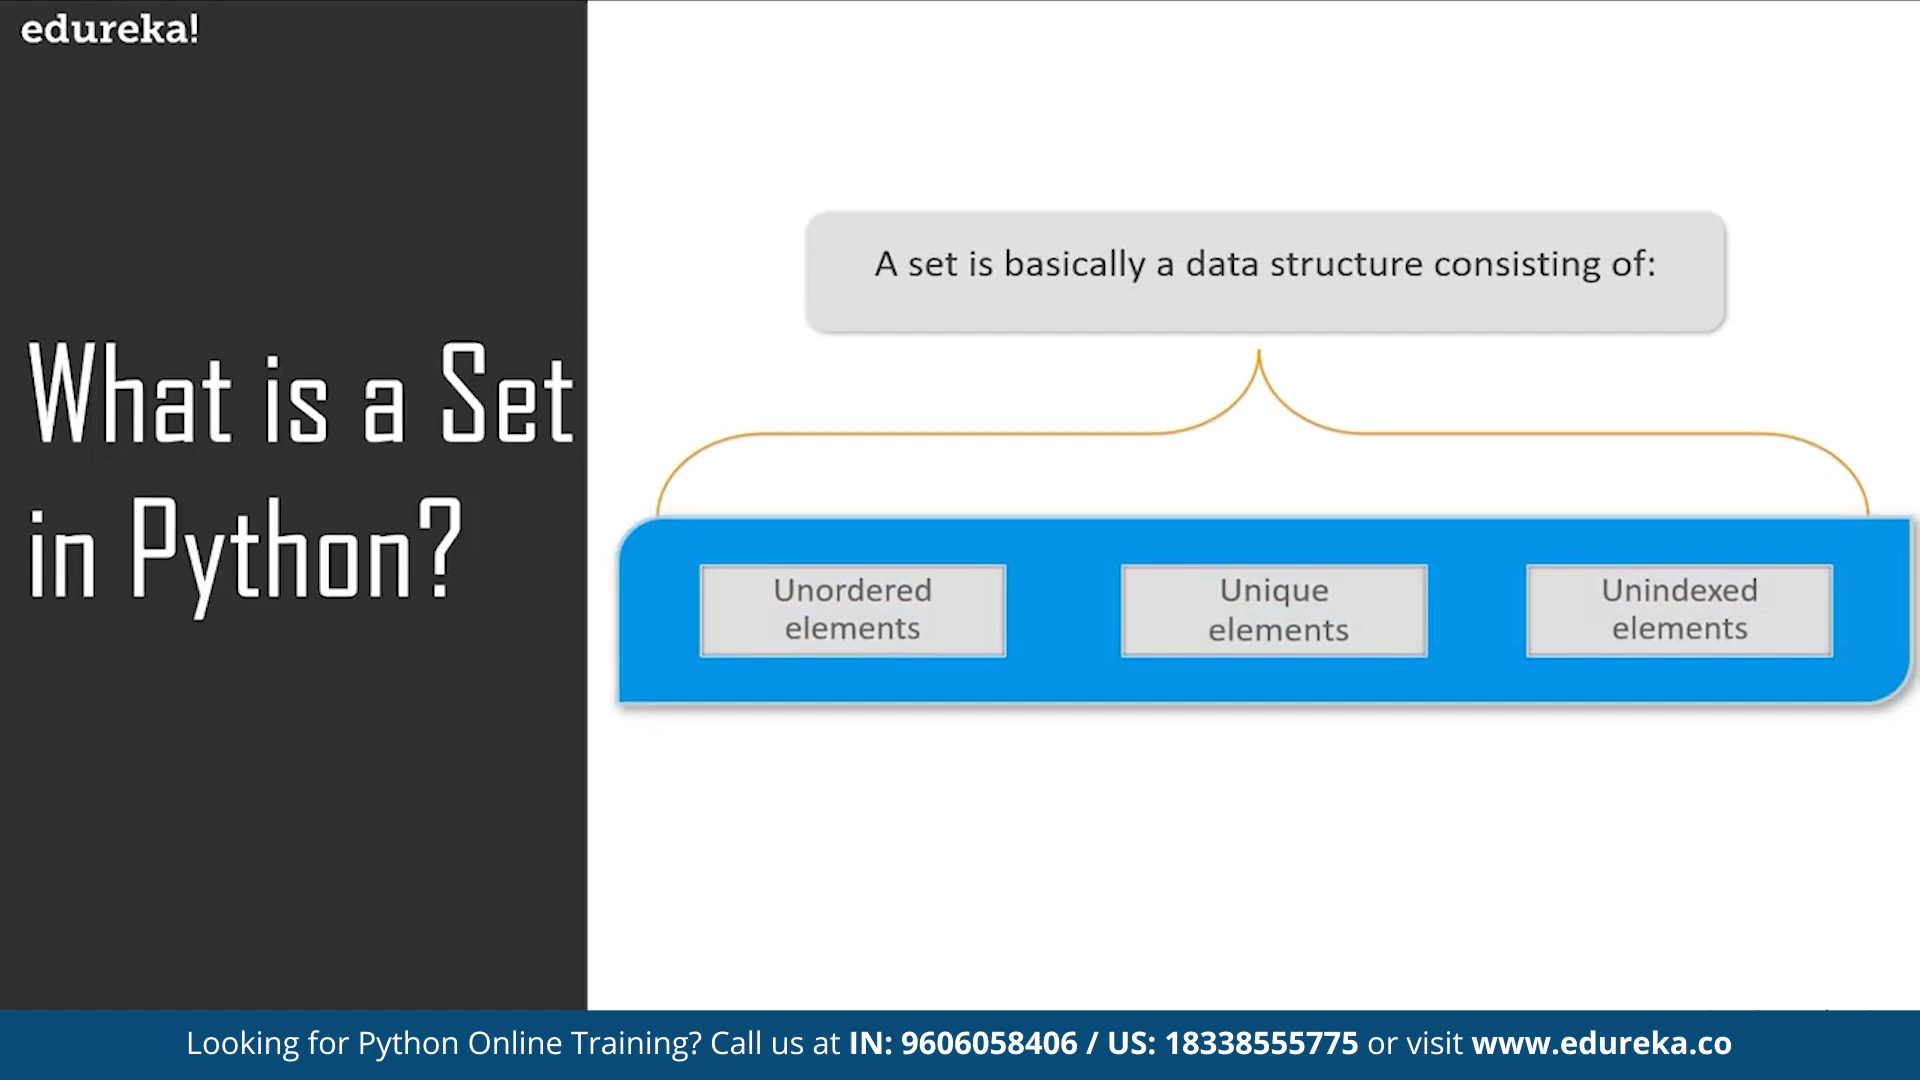 edureka!
What is a Set
in Python?
A set is basically a data structure consisting of:
Unordered
elements
Unique
elements
Unindexed
elements
Looking for Python Online Training? Call us at IN: 9606058406 / US: 18338555775 or visit www.edureka.co